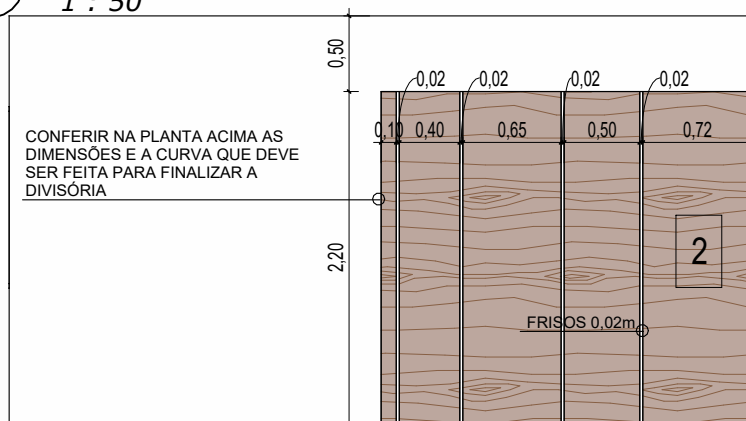 1 : 50
0,50
0,02 0,02 0,02 0,02
0,10 0,40 0,65 0,50 0,72
CONFERIR NA PLANTA ACIMA AS
DIMENSÕES E A CURVA QUE DEVE
SER FEITA PARA FINALIZAR A
DIVISÓRIA
2,20
2
FRISOS 0,02m